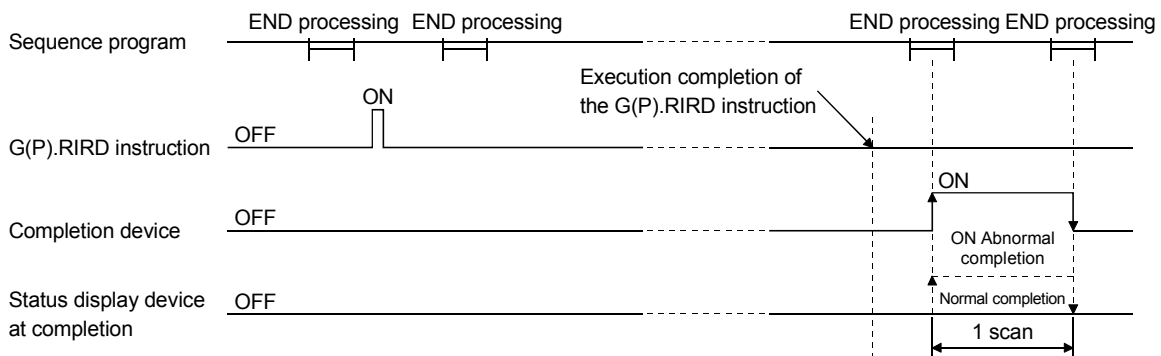 END processing END processing END processing END processing
Sequence program
Execution completion of
the G(P).RIRD instruction
ON
OFF
G(P).RIRD instruction
ON
OFF
Completion device
ON Abnormal
completion
Status display device
at completion
OFF
Normal completion
1 scan